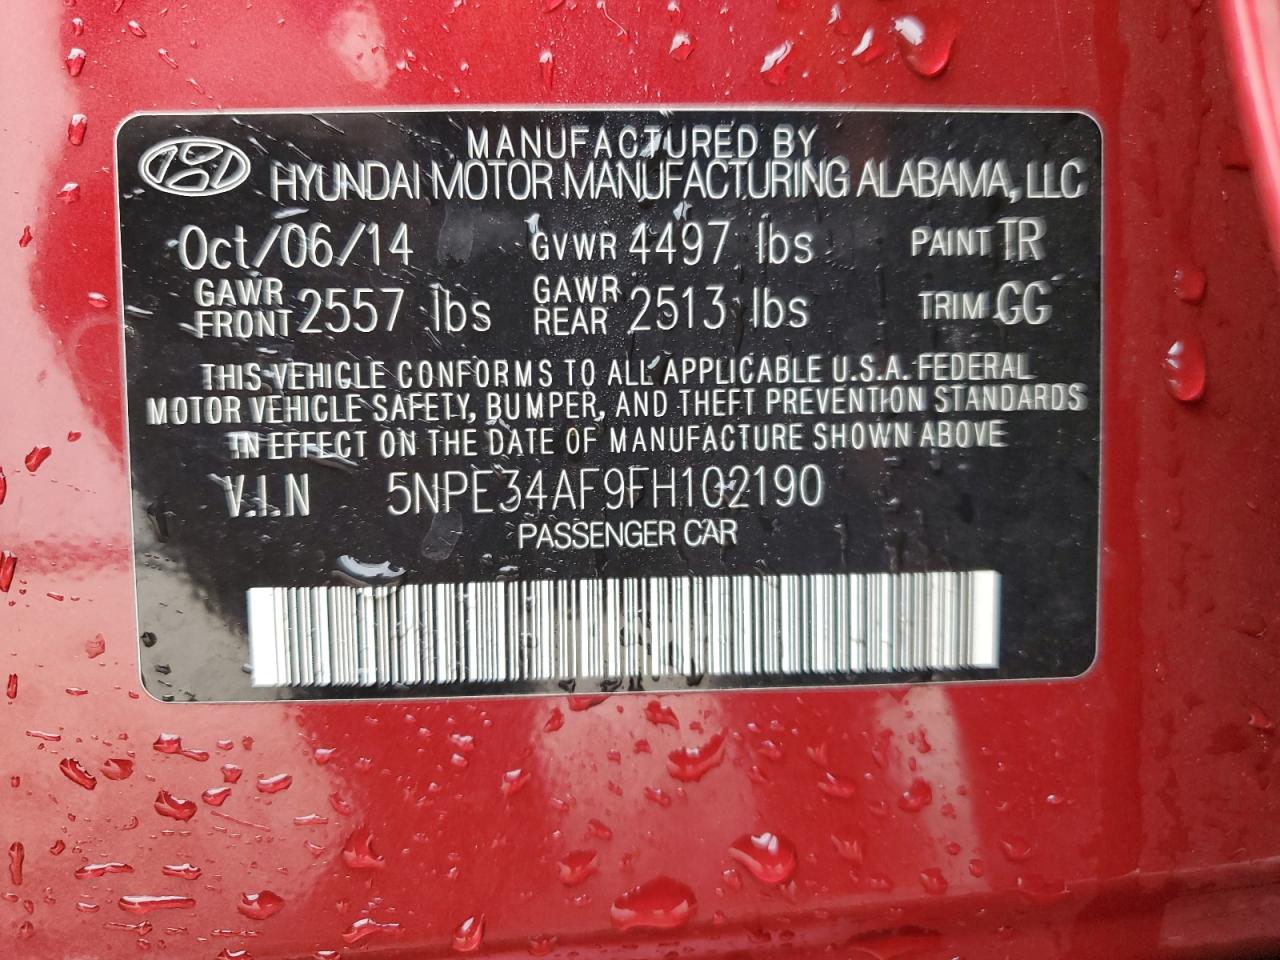 MANUFACTURED BY
HYUNDAI MOTOR MANUFACTURING ALABAMA, LLC
Oct/06/14 GVWR 4497 lbs PAINT TR
GAWR FRONT 2557 lbs GAWR REAR 2513 lbs TRIM GG
THIS VEHICLE CONFORMS TO ALL APPLICABLE U.S.A. FEDERAL
MOTOR VEHICLE SAFETY, BUMPER, AND THEFT PREVENTION STANDARDS
IN EFFECT ON THE DATE OF MANUFACTURE SHOWN ABOVE
V.I.N 5NPE34AF9FH102190
PASSENGER CAR